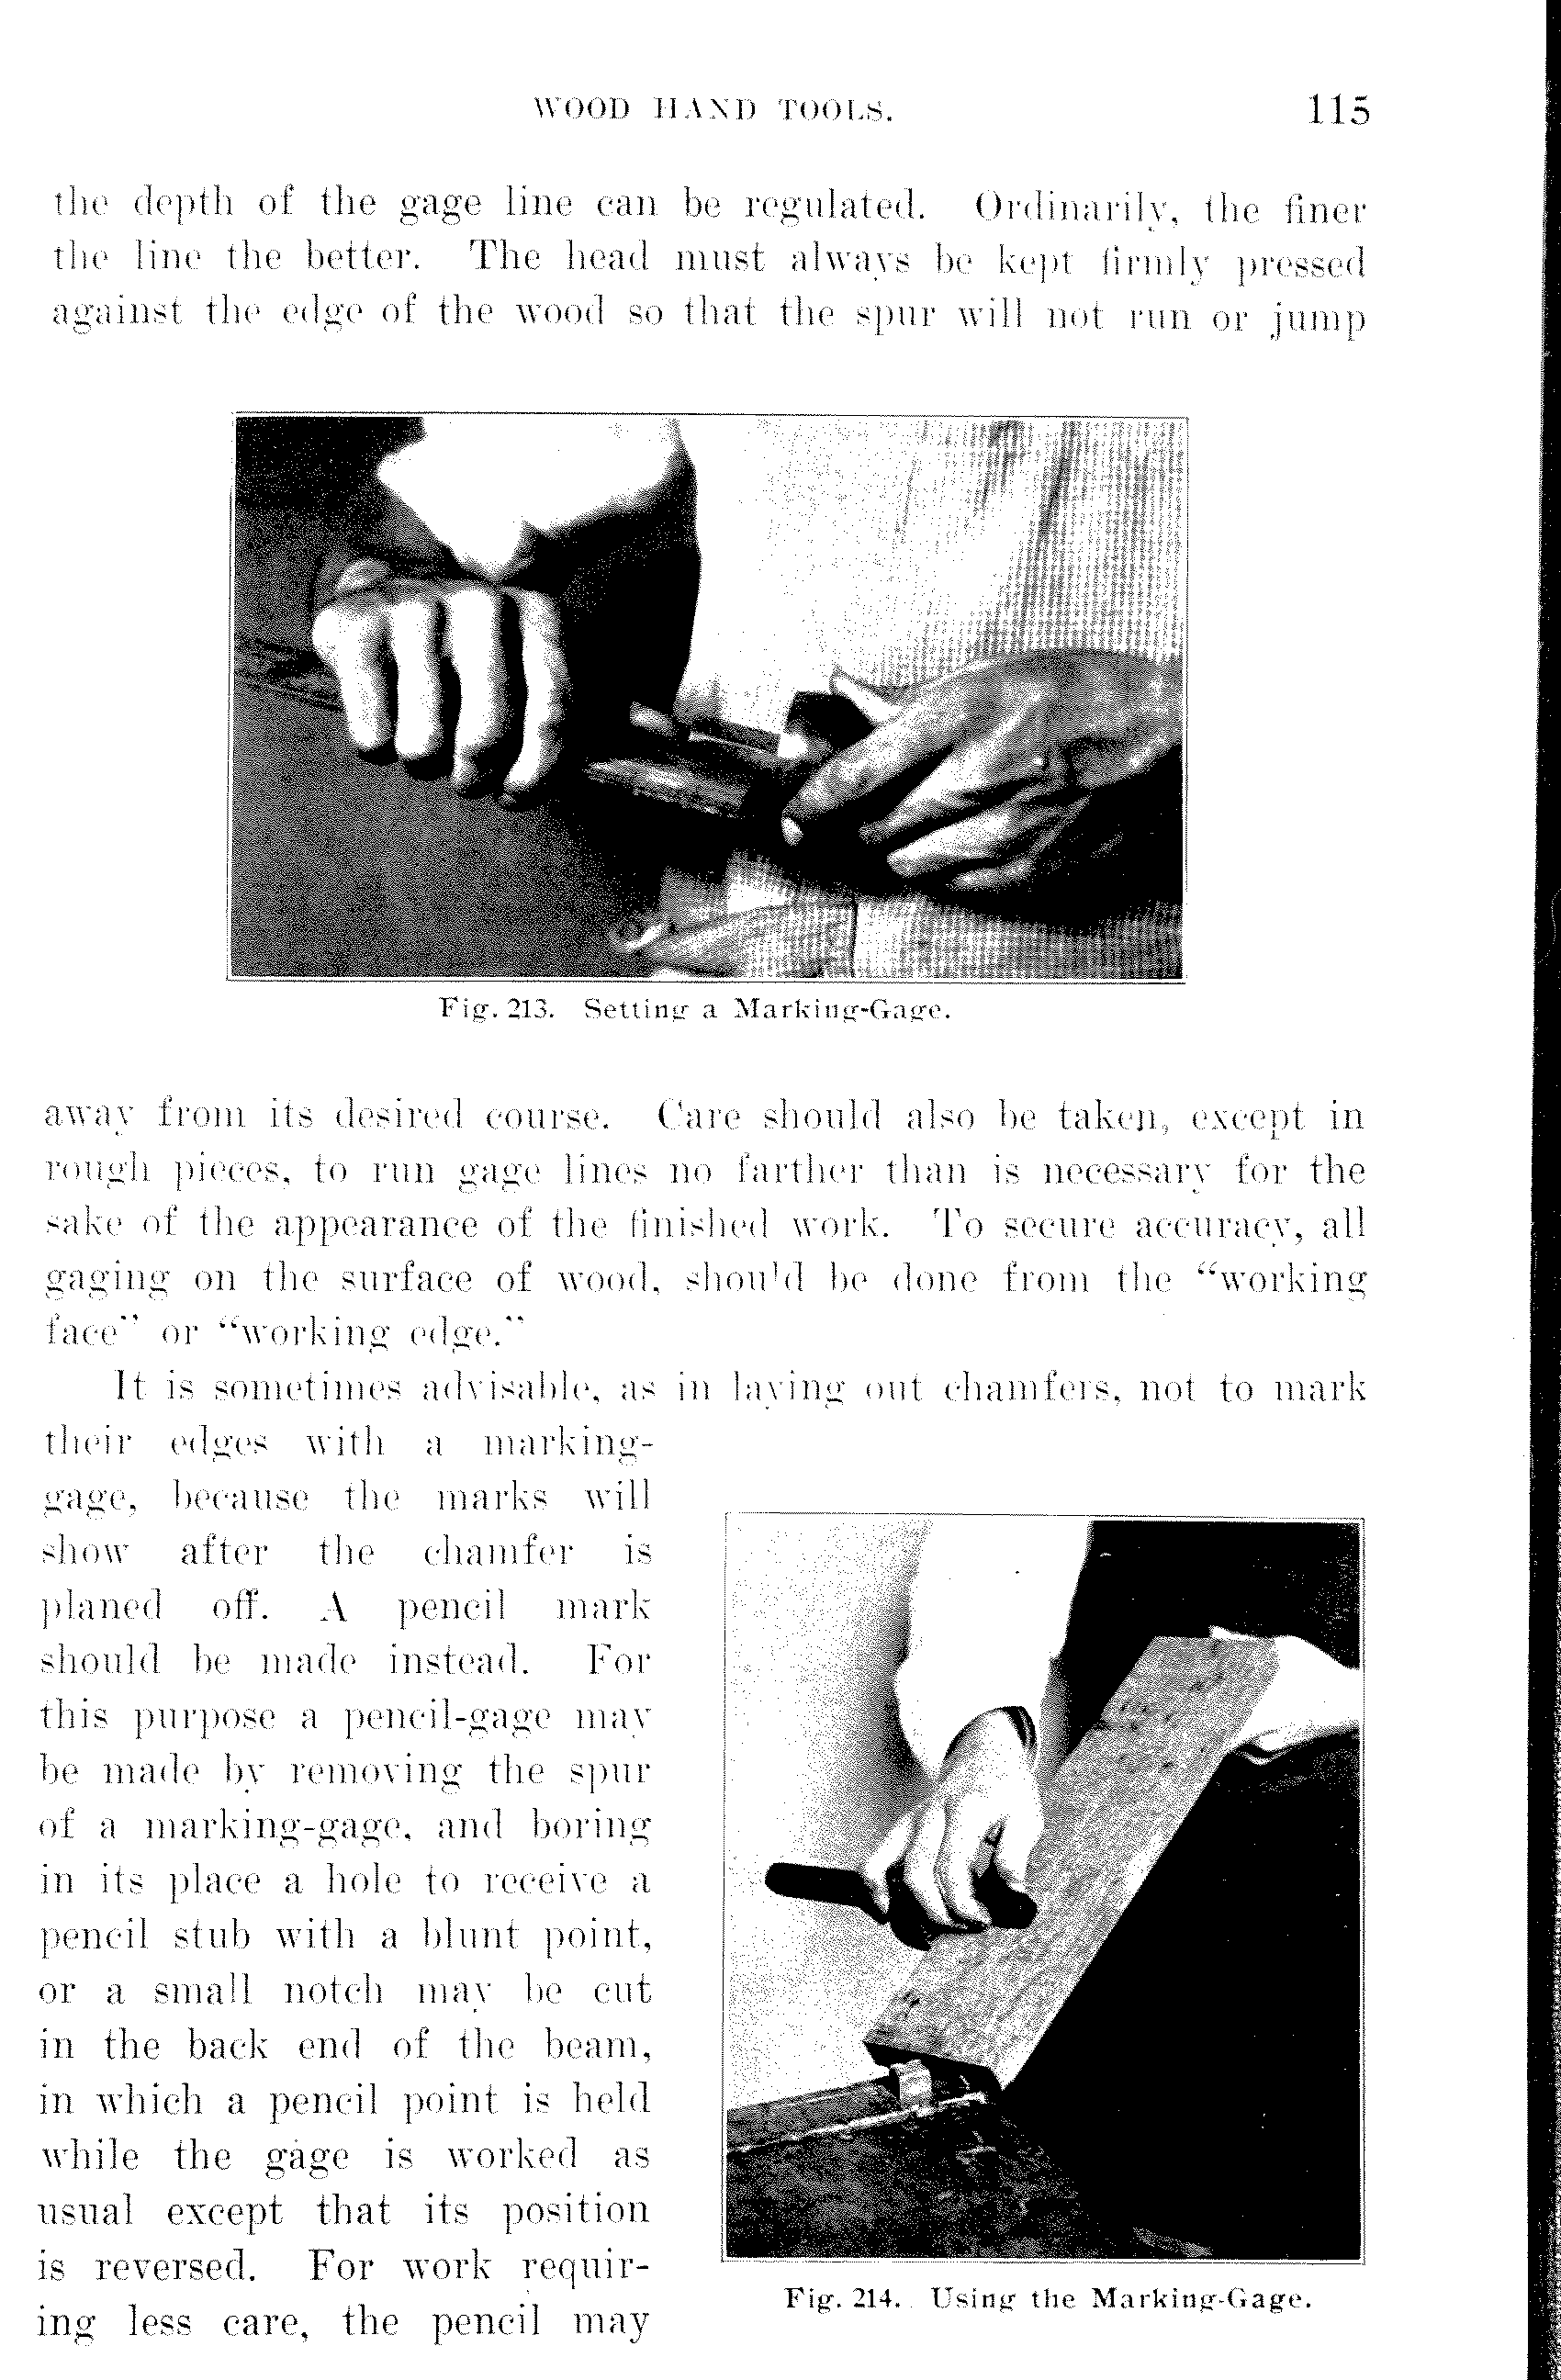 WOOD HAND TOOLS. 115
the depth of the gage line can be regulated. Ordinarily, the finer
the line the better. The head must always be kept firmly pressed
against the edge of the wood so that the spur will not run or jump
Fig. 213. Setting a Marking-Gage.
away from its desired course. Care should also be taken, except in
rough pieces, to run gage lines no farther than is necessary for the
sake of the appearance of the finished work. To secure accuracy, all
gaging on the surface of wood, should be done from the “working
face” or “working edge.”
It is sometimes advisable, as in laying out chamfers, not to mark
their edges with a marking-
gage, because the marks will
show after the chamfer is
planed off. A pencil mark
should be made instead. For
this purpose a pencil-gage may
be made by removing the spur
of a marking-gage, and boring
in its place a hole to receive a
pencil stub with a blunt point,
or a small notch may be cut
in the back end of the beam,
in which a pencil point is held
while the gage is worked as
usual except that its position
is reversed. For work requir-
ing less care, the pencil may
Fig. 214. Using the Marking-Gage.